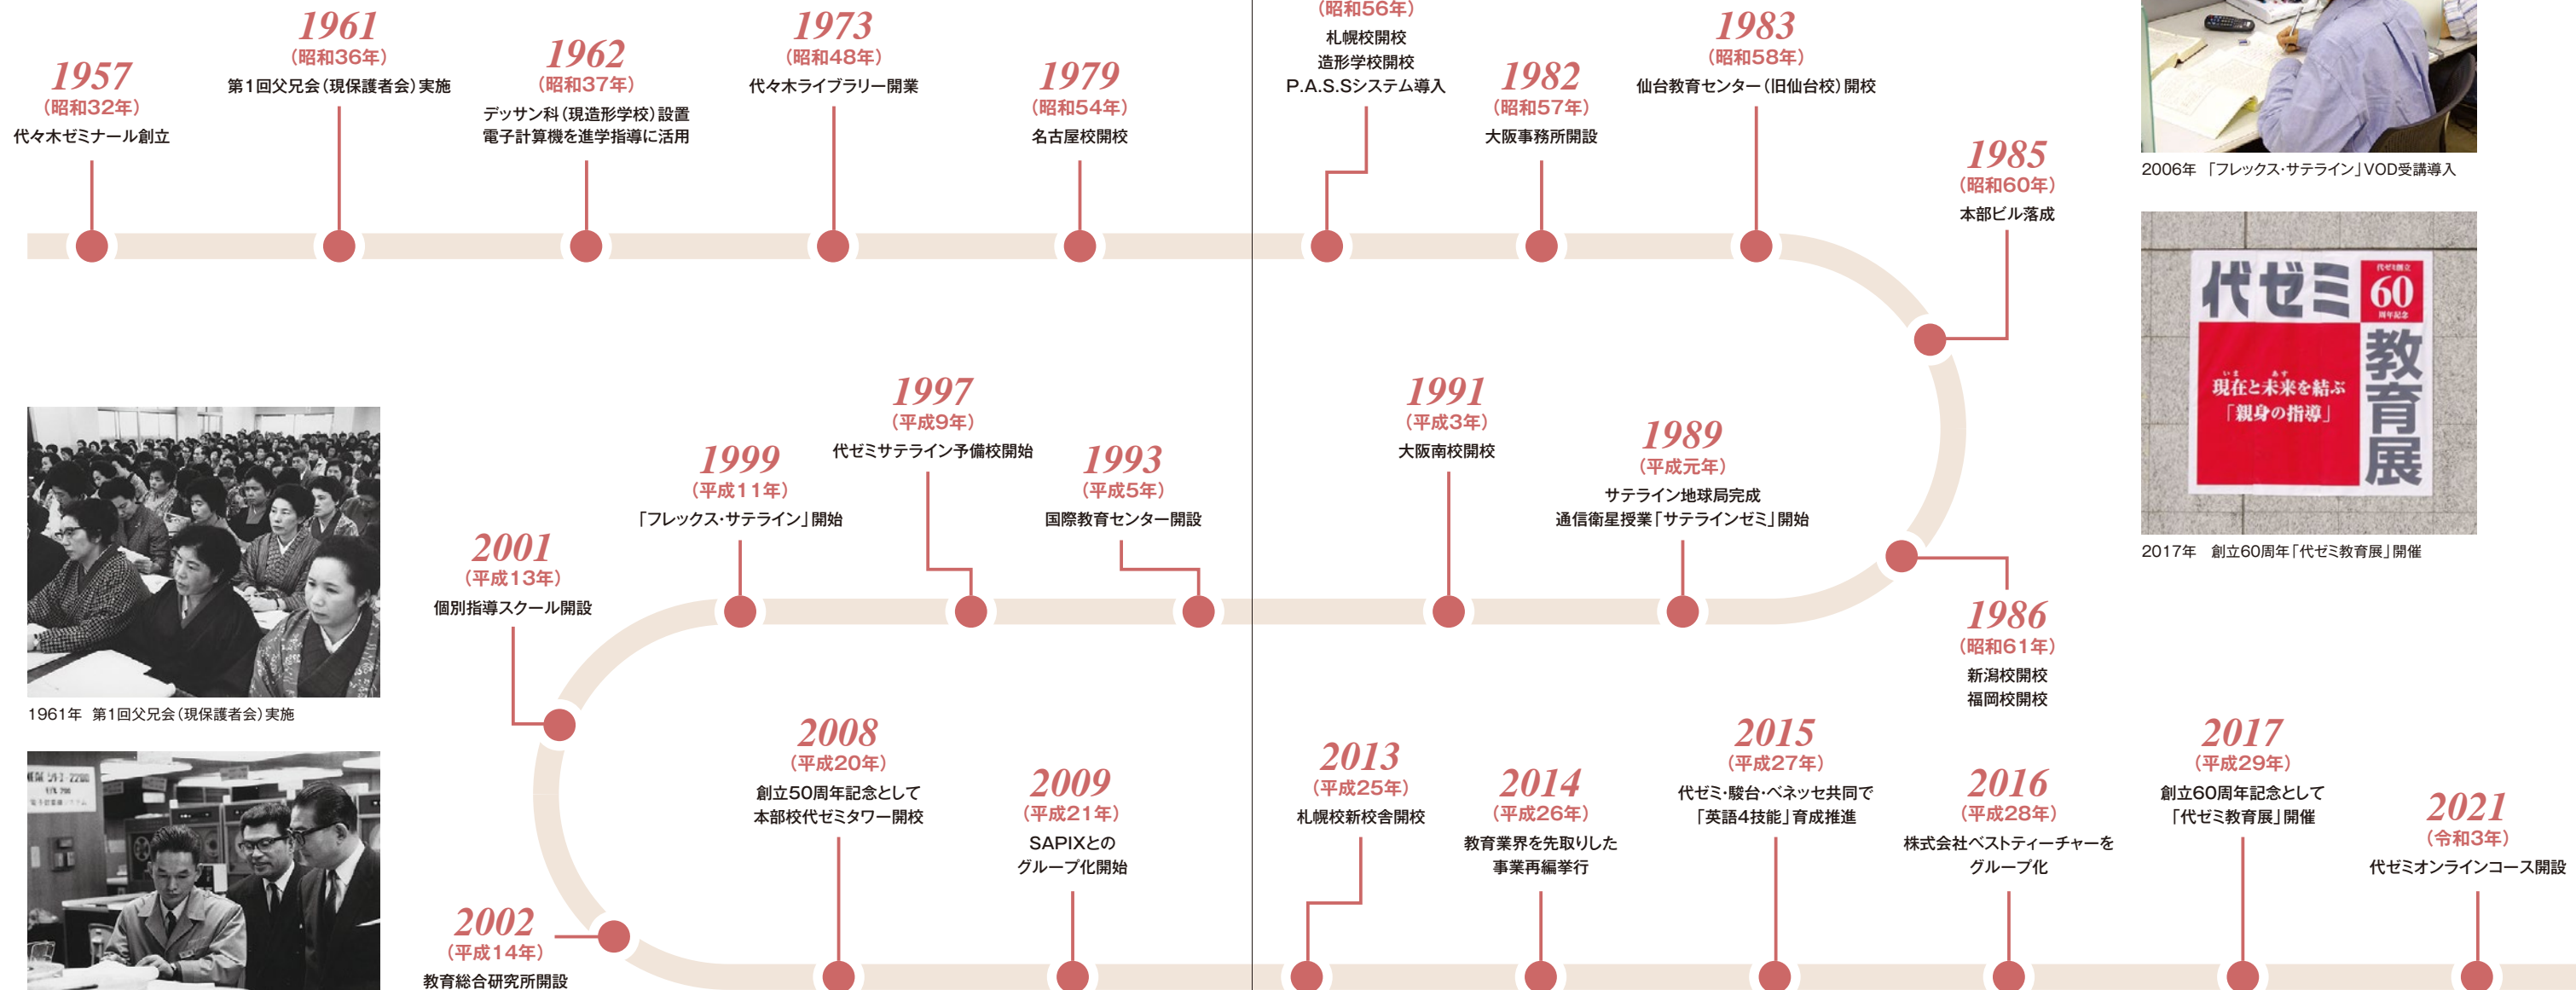 1957
（昭和32年）
代々木ゼミナール創立
1961
（昭和36年）
第1回父兄会（現保護者会）実施
1962
（昭和37年）
デッサン科（現造形学校）設置
電子計算機を進学指導に活用
1973
（昭和48年）
代々木ライブラリー開業
1979
（昭和54年）
名古屋校開校
（昭和56年）
札幌校開校
造形学校開校
P.A.S.Sシステム導入
1982
（昭和57年）
大阪事務所開設
1983
（昭和58年）
仙台教育センター（旧仙台校）開校
1985
（昭和60年）
本部ビル落成
1986
（昭和61年）
新潟校開校
福岡校開校
1989
（平成元年）
サテライン地球局完成
通信衛星授業「サテラインゼミ」開始
1991
（平成3年）
大阪南校開校
1993
（平成5年）
国際教育センター開設
1997
（平成9年）
代ゼミサテライン予備校開始
1999
（平成11年）
「フレックス・サテライン」開始
2001
（平成13年）
個別指導スクール開設
2002
（平成14年）
教育総合研究所開設
2008
（平成20年）
創立50周年記念として
本部校代ゼミタワー開校
2009
（平成21年）
SAPIXとの
グループ化開始
2013
（平成25年）
札幌校新校舎開校
2014
（平成26年）
教育業界を先取りした
事業再編挙行
2015
（平成27年）
代ゼミ・駿台・ベネッセ共同で
「英語4技能」育成推進
2016
（平成28年）
株式会社ベストティーチャーを
グループ化
2017
（平成29年）
創立60周年記念として
「代ゼミ教育展」開催
2021
（令和3年）
代ゼミオンラインコース開設
1961年 第1回父兄会（現保護者会）実施
2006年 「フレックス・サテライン」VOD受講導入
代ゼミ
代ゼミ創立
60
周年記念
教育展
いま あす
現在と未来を結ぶ
「親身の指導」
2017年 創立60周年「代ゼミ教育展」開催